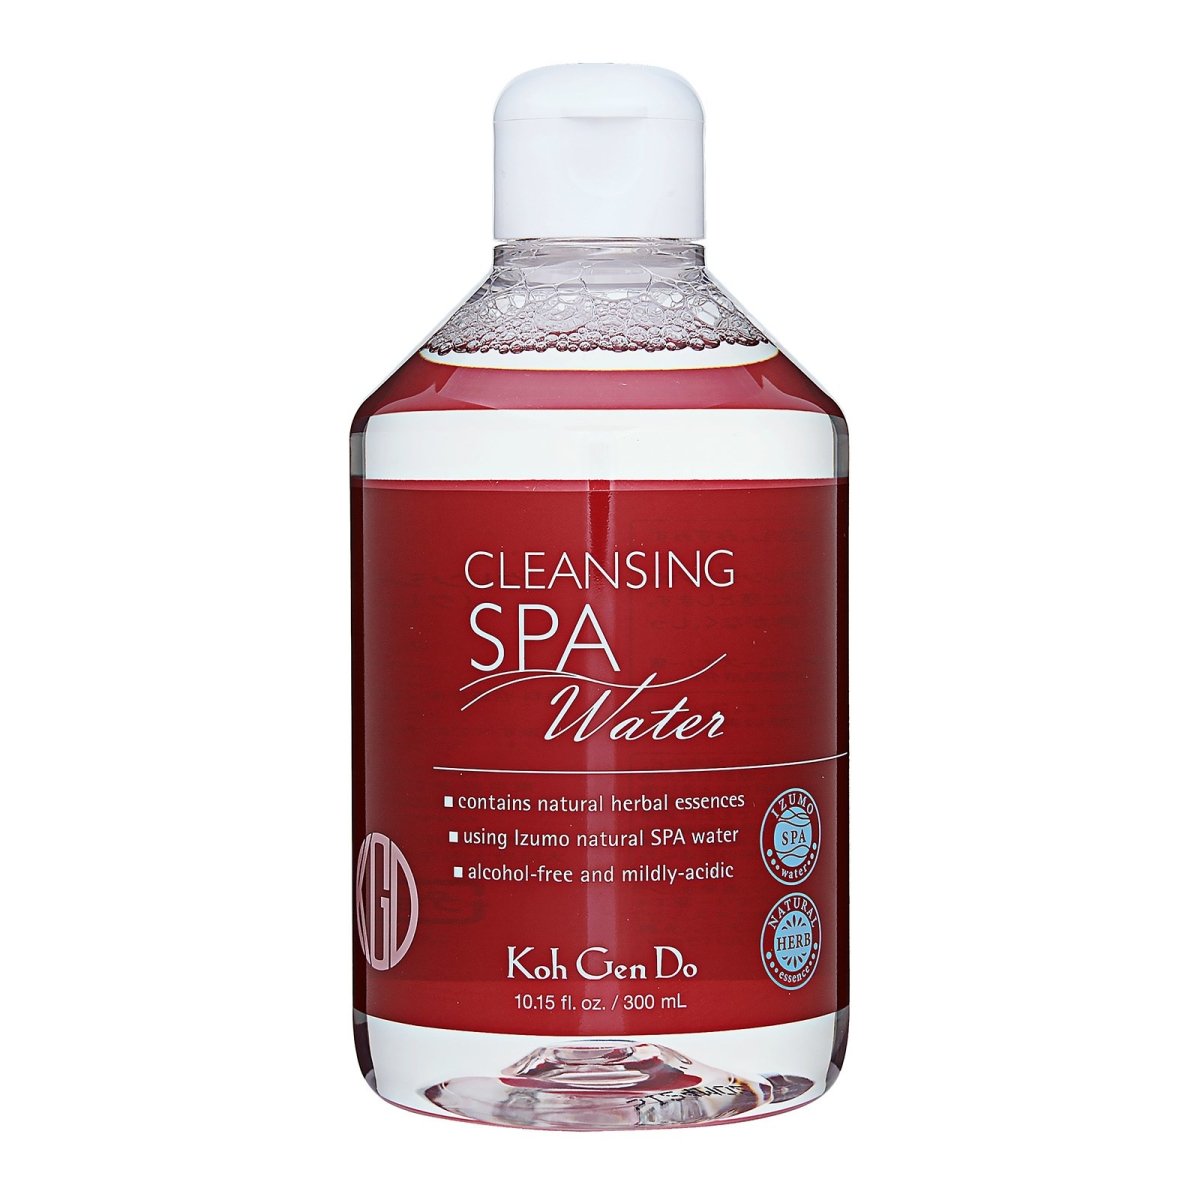 CLEANSING
SPA
Water
■ contains natural herbal essences
■ using Izumo natural SPA water
■ alcohol-free and mildly-acidic
IZUMO
SPA
water
KGD
NATURAL
HERB
essence
Koh Gen Do
10.15 fl. oz. / 300 mL